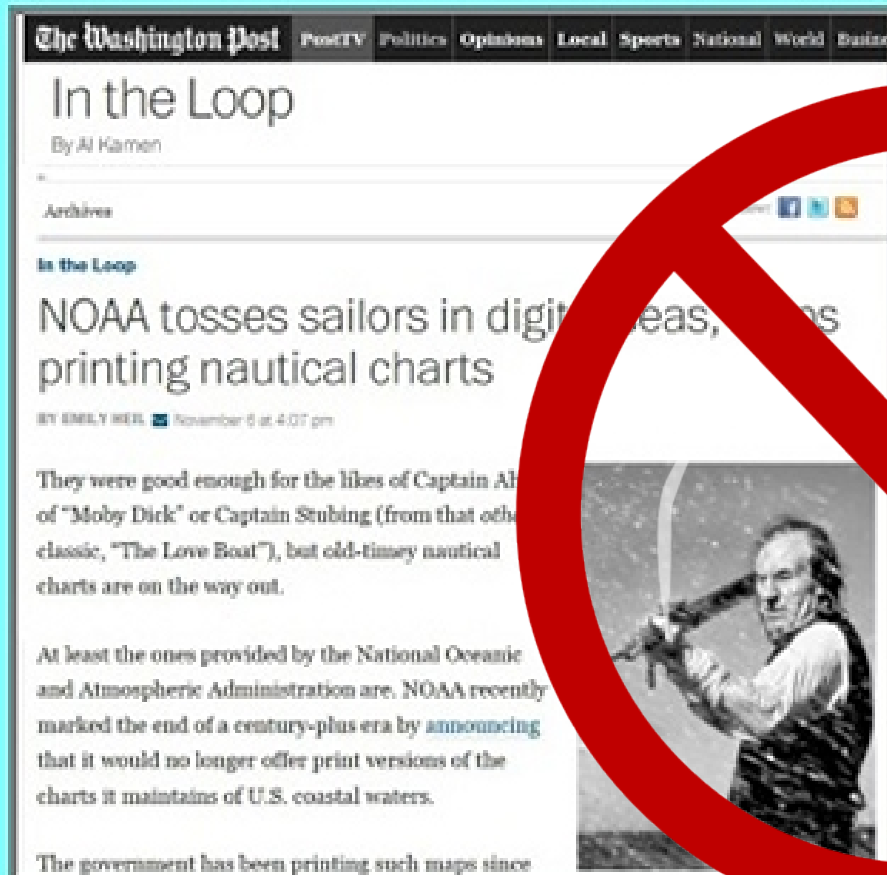 The Washington Post PostTV Politics Opinions Local Sports National World
In the Loop
By Al Kamen
Archives
In the Loop
NOAA tosses sailors in digit eas, s
printing nautical charts
BY EMILY HEIL November 6 at 4:07 pm
They were good enough for the likes of Captain Ah
of "Moby Dick" or Captain Stubing (from that oth
classic, "The Love Boat"), but old-timey nautical
charts are on the way out.
At least the ones provided by the National Oceanic
and Atmospheric Administration are. NOAA recently
marked the end of a century-plus era by announcing
that it would no longer offer print versions of the
charts it maintains of U.S. coastal waters.
The government has been printing such maps since